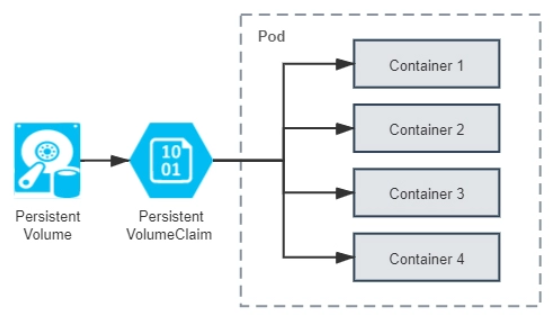 Pod
Container 1
Container 2
10
01
Container 3
Persistent
Volume
Persistent
VolumeClaim
Container 4